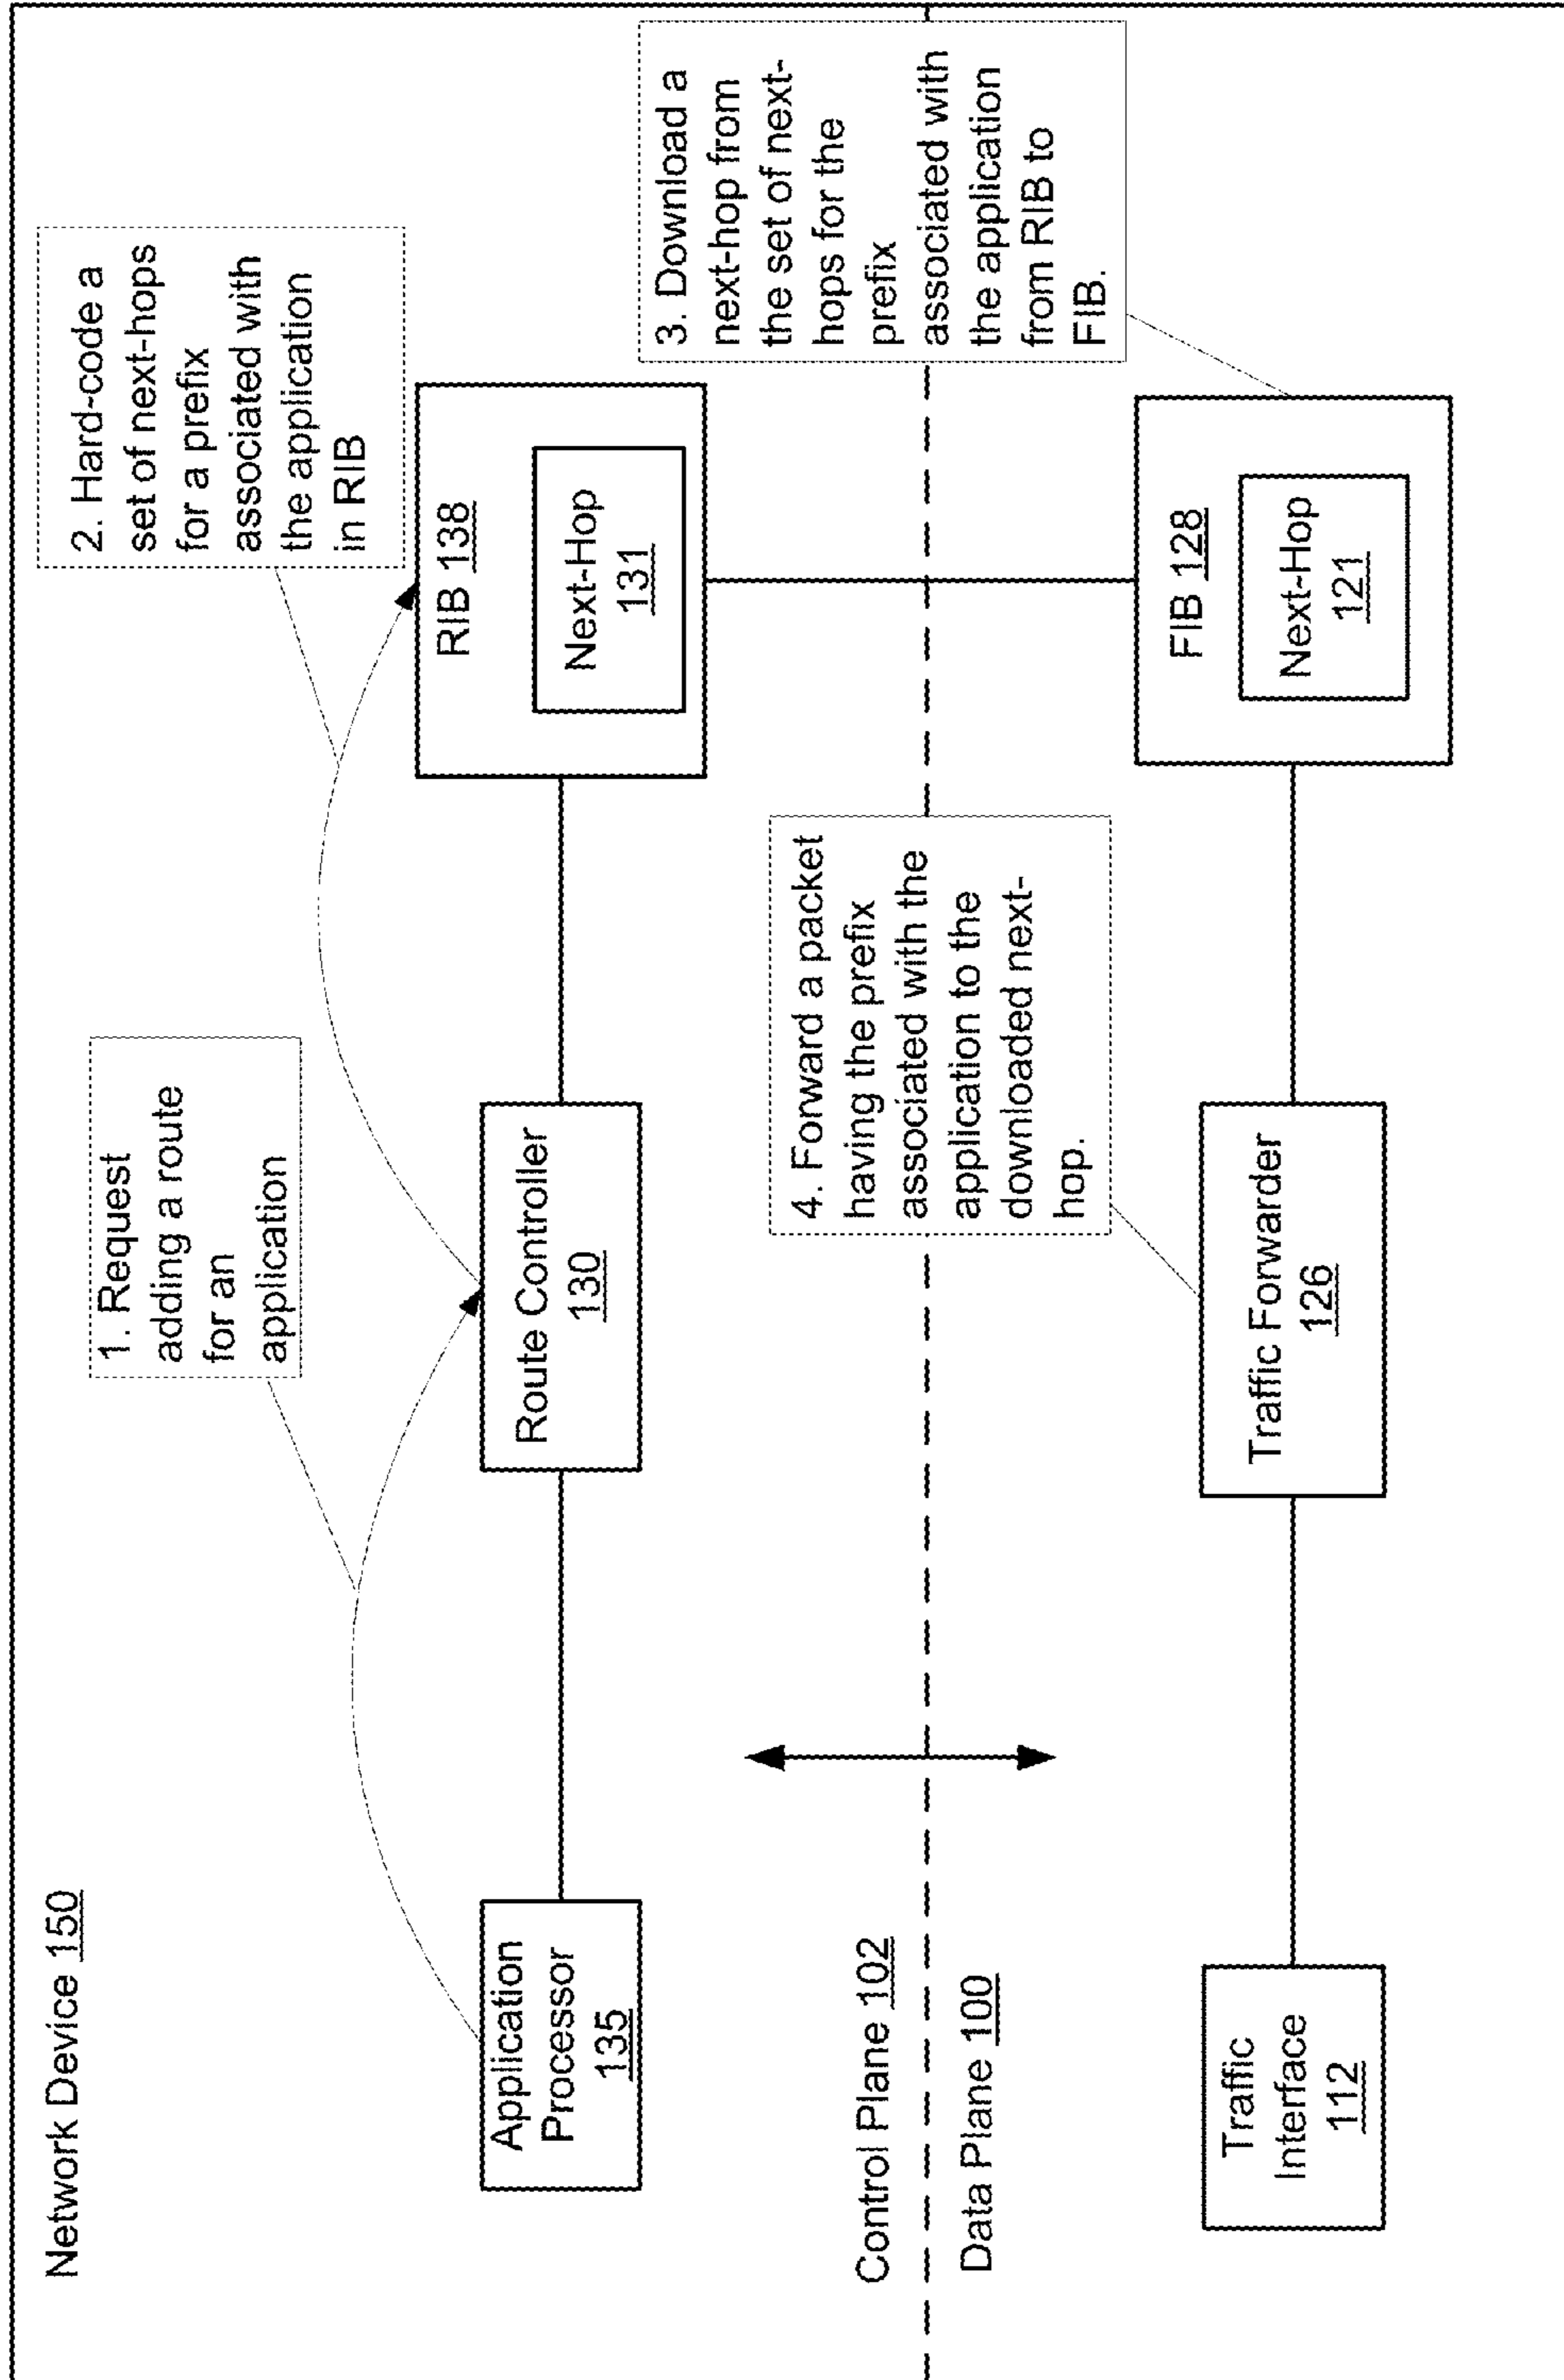 Network Device 150
1. Request
adding a route
for an
application
2. Hard-code a
set of next-hops
for a prefix
associated with
the application
in RIB
Application
Processor
135
Route Controller
130
RIB 138
Next-Hop
131
3. Download a
next-hop from
the set of next-
hops for the
prefix
associated with
the application
from RIB to
FIB.
Control Plane 102
Data Plane 100
4. Forward a packet
having the prefix
associated with the
application to the
downloaded next-
hop.
Traffic
Interface
112
Traffic Forwarder
126
FIB 128
Next-Hop
121